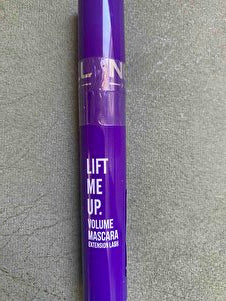 LIFT
ME
UP.
VOLUME
MASCARA
EXTENSION LASH